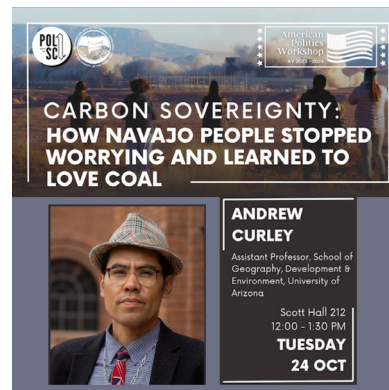 POL
SC
American
Politics
Workshop
AY 2023 - 2024
CARBON SOVEREIGNTY:
HOW NAVAJO PEOPLE STOPPED
WORRYING AND LEARNED TO
LOVE COAL
ANDREW
CURLEY
Assistant Professor, School of
Geography, Development &
Environment, University of
Arizona
Scott Hall 212
12:00 - 1:30 PM
TUESDAY
24 OCT